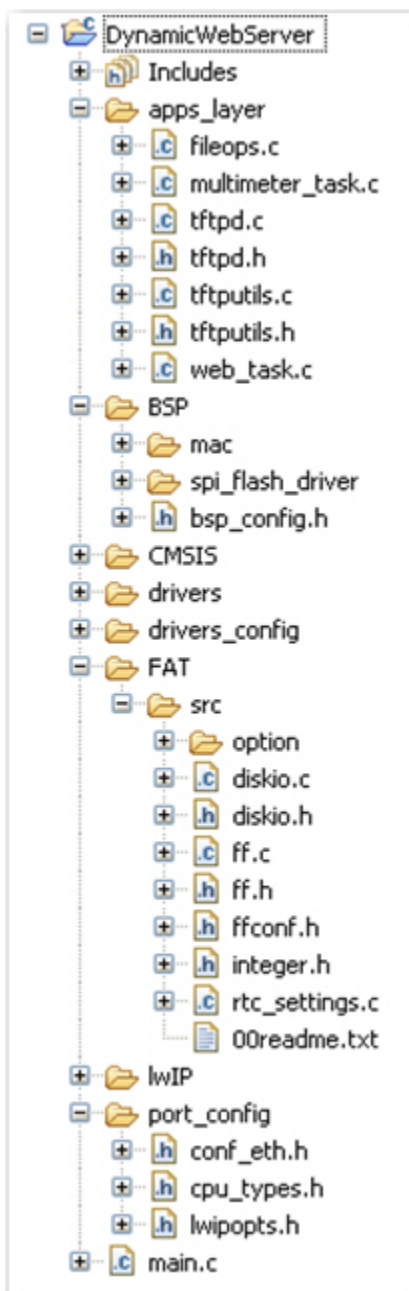 DynamicWebServer
Includes
apps_layer
fileops.c
multimeter_task.c
tftpd.c
tftpd.h
tftputils.c
tftputils.h
web_task.c
BSP
mac
spi_flash_driver
bsp_config.h
CMSIS
drivers
drivers_config
FAT
src
option
diskio.c
diskio.h
ff.c
ff.h
ffconf.h
integer.h
rtc_settings.c
00readme.txt
lwIP
port_config
conf_eth.h
cpu_types.h
lwipopts.h
main.c